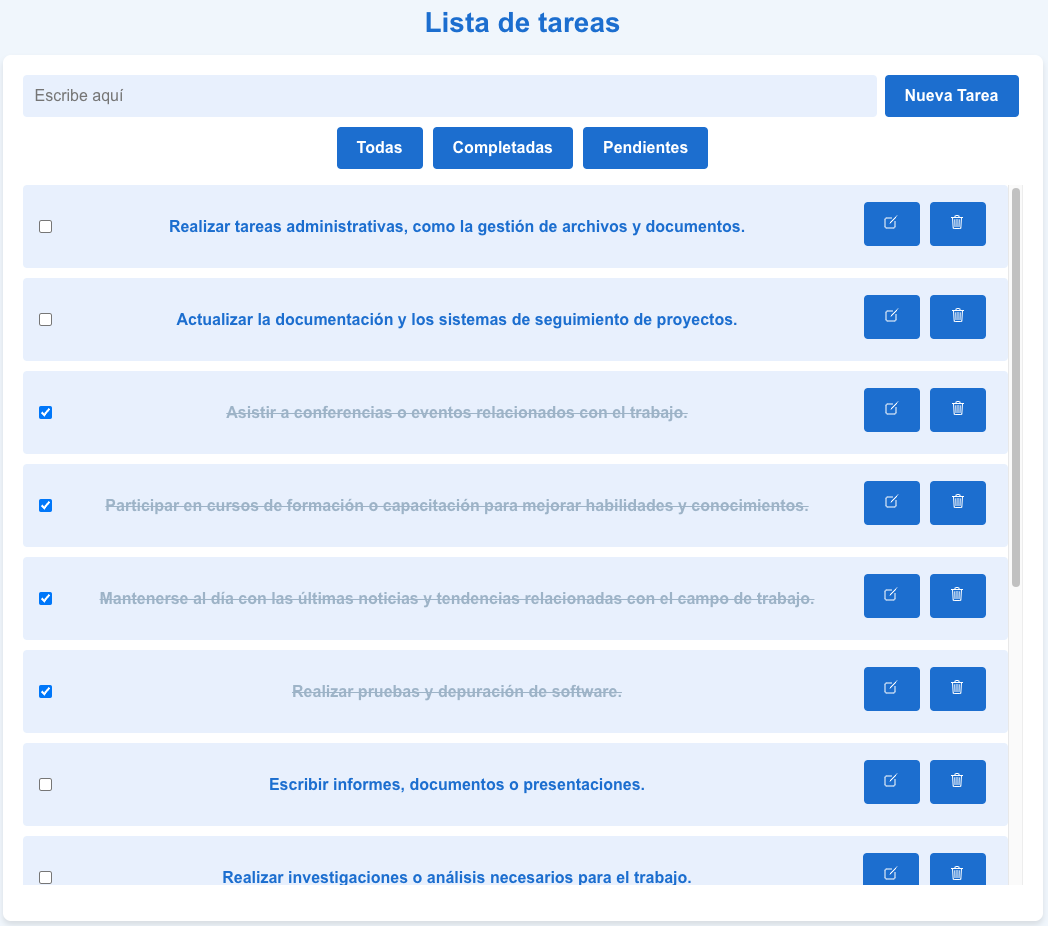 Lista de tareas
Escribe aquí
Nueva Tarea
Todas
Completadas
Pendientes
Realizar tareas administrativas, como la gestión de archivos y documentos.
Actualizar la documentación y los sistemas de seguimiento de proyectos.
Asistir a conferencias o eventos relacionados con el trabajo.
Participar en cursos de formación o capacitación para mejorar habilidades y conocimientos.
Mantenerse al día con las últimas noticias y tendencias relacionadas con el campo de trabajo.
Realizar pruebas y depuración de software.
Escribir informes, documentos o presentaciones.
Realizar investigaciones o análisis necesarios para el trabajo.